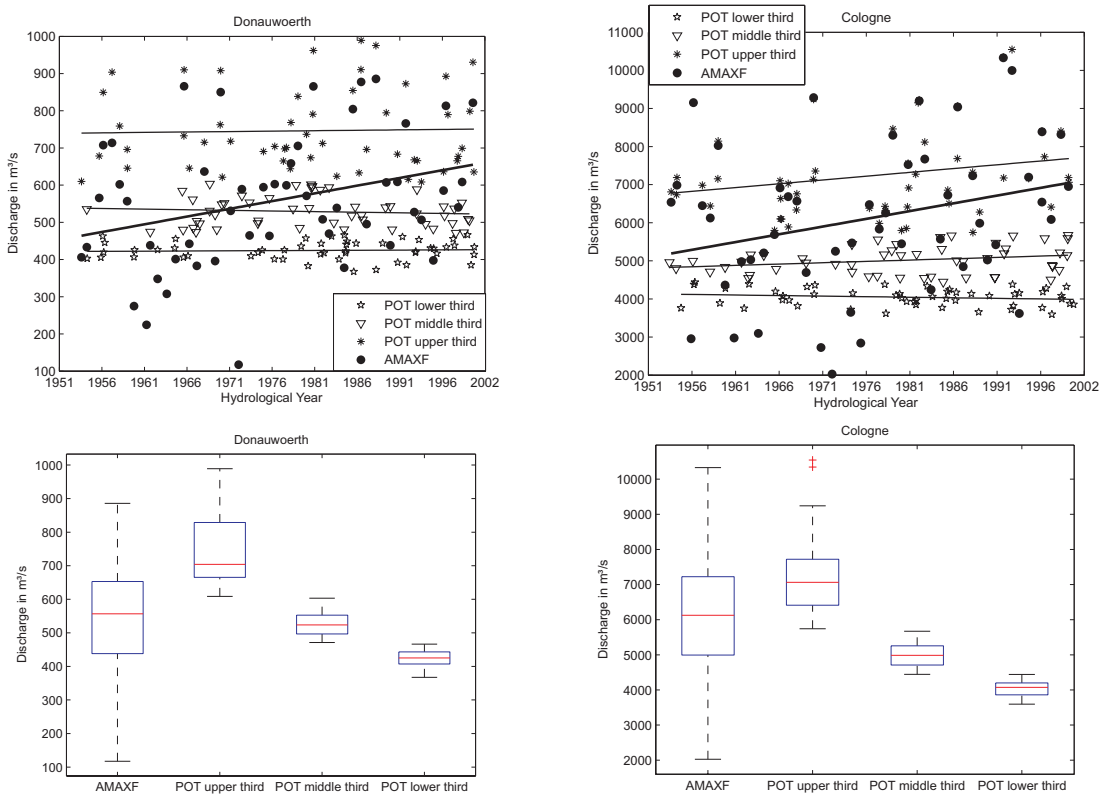 Donauwoerth
1000
900
800
700
600
500
400
300
200
100
Discharge in m³/s
POT lower third
POT middle third
POT upper third
AMAXF
1951 1956 1961 1966 1971 1976 1981 1986 1991 1996 2002
Hydrological Year
POT lower third
POT middle third
POT upper third
AMAXF
Cologne
11000
10000
9000
8000
7000
6000
5000
4000
3000
2000
Discharge in m³/s
1951 1956 1961 1966 1971 1976 1981 1986 1991 1996 2002
Hydrological Year
Donauwoerth
1000
900
800
700
600
500
400
300
200
100
Discharge in m³/s
AMAXF POT upper third POT middle third POT lower third
Cologne
10000
9000
8000
7000
6000
5000
4000
3000
2000
Discharge in m³/s
AMAXF POT upper third POT middle third POT lower third